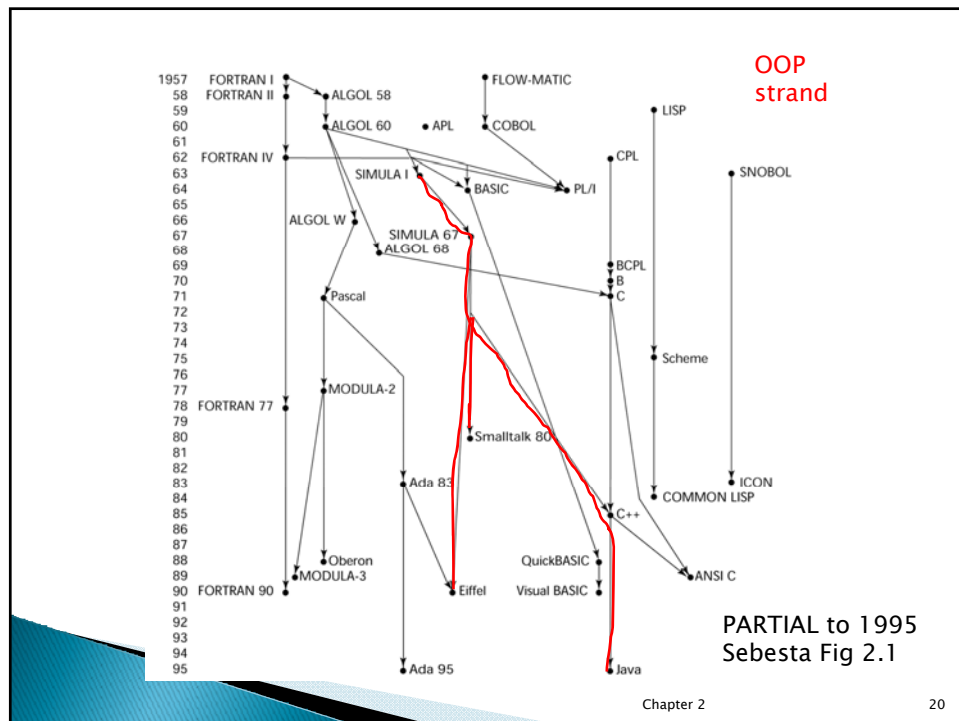 OOP
strand
1957 FORTRAN I FLOW-MATIC
58 FORTRAN II ALGOL 58
59 LISP
60 ALGOL 60 APL COBOL
61
62 FORTRAN IV CPL
63 SIMULA I SNOBOL
64 BASIC PL/I
65
66 ALGOL W
67 SIMULA 67
68 ALGOL 68
69 BCPL
70 B
71 Pascal C
72
73
74
75 Scheme
76
77 MODULA-2
78 FORTRAN 77
79
80 Smalltalk 80
81
82
83 Ada 83 ICON
84 COMMON LISP
85 C++
86
87
88 Oberon QuickBASIC
89 MODULA-3 ANSI C
90 FORTRAN 90 Eiffel Visual BASIC
91
92
93
94
95 Ada 95 Java
PARTIAL to 1995
Sebesta Fig 2.1
Chapter 2 20